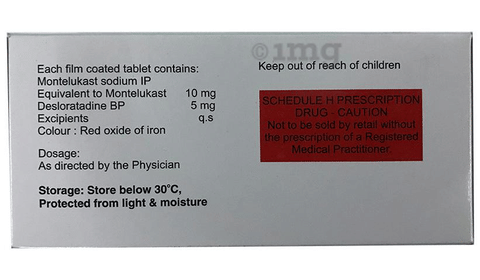 ©1mg
Each film coated tablet contains:
Montelukast sodium IP
Equivalent to Montelukast 10 mg
Desloratadine BP 5 mg
Excipients q.s
Colour : Red oxide of iron
Dosage:
As directed by the Physician
Storage: Store below 30°C,
Protected from light & moisture
Keep out of reach of children
SCHEDULE H PRESCRIPTION
DRUG - CAUTION
Not to be sold by retail without
the prescription of a Registered
Medical Practitioner.